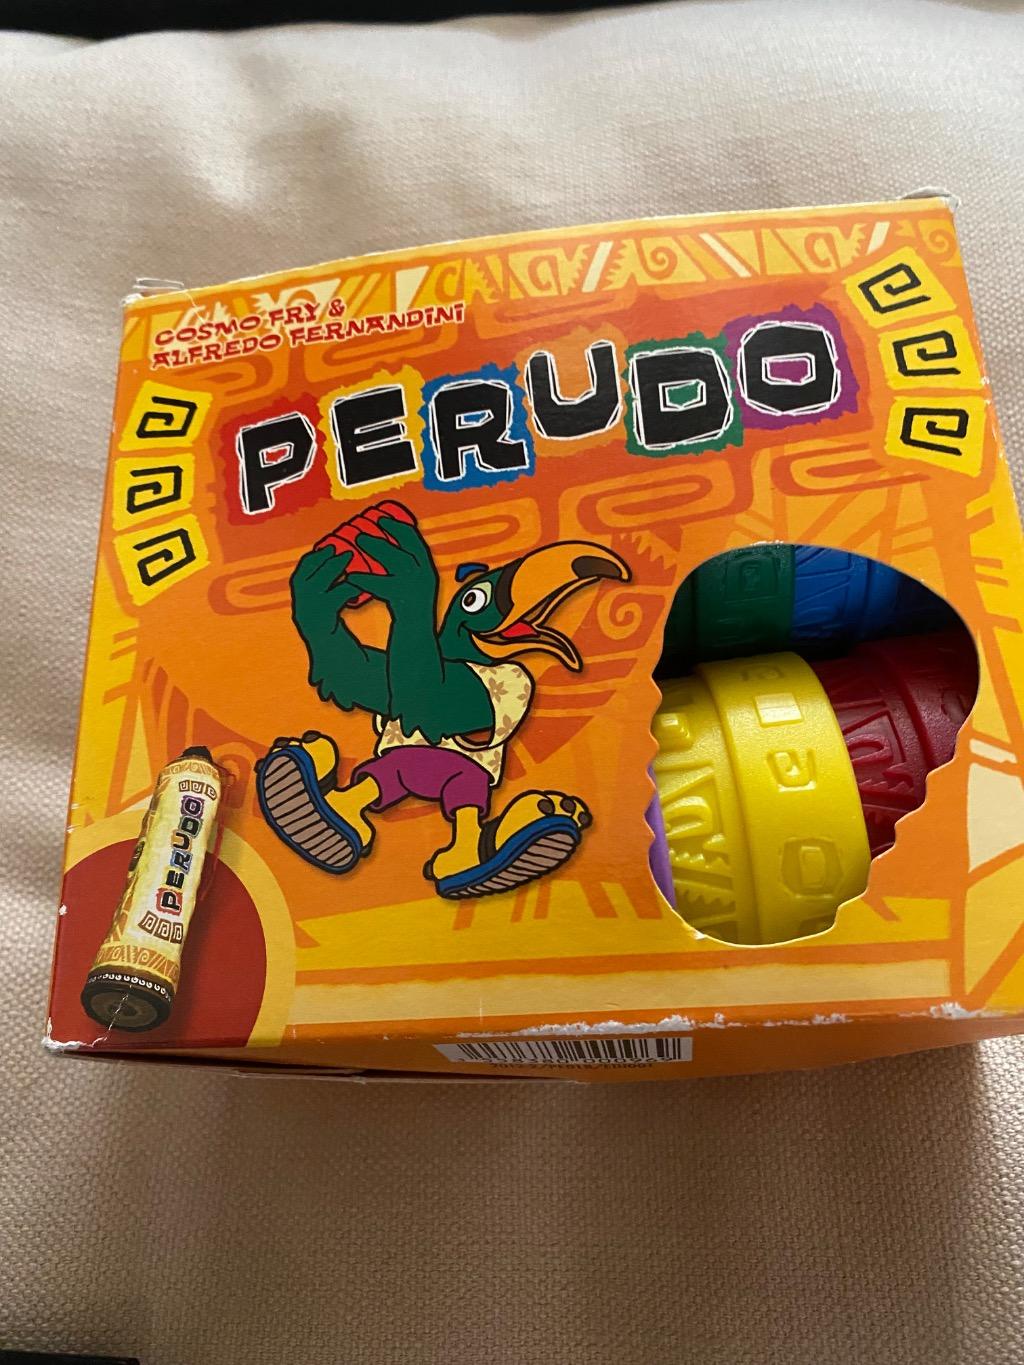 COSMO FRY &
ALFREDO FERNANDINI
PERUDO
PERUDO